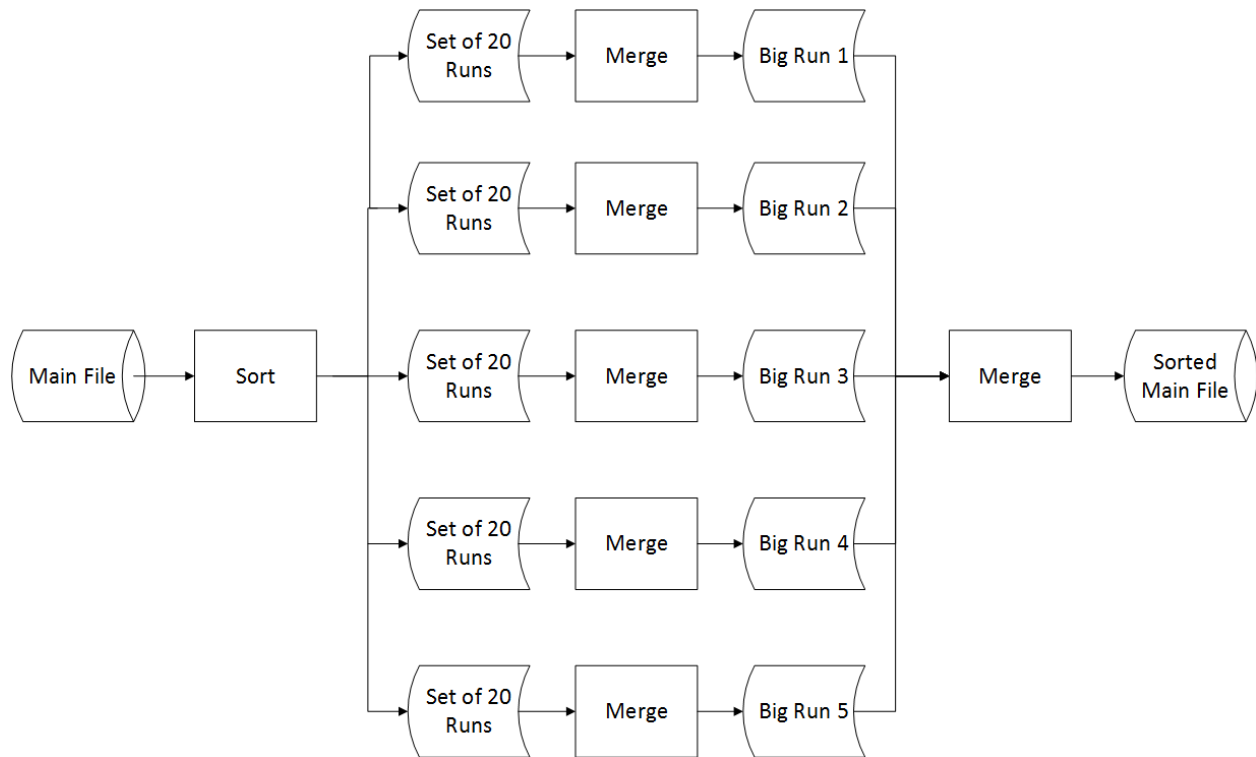 Set of 20
Runs
Merge
Big Run 1
Set of 20
Runs
Merge
Big Run 2
Main File
Sort
Set of 20
Runs
Merge
Big Run 3
Merge
Sorted
Main File
Set of 20
Runs
Merge
Big Run 4
Set of 20
Runs
Merge
Big Run 5